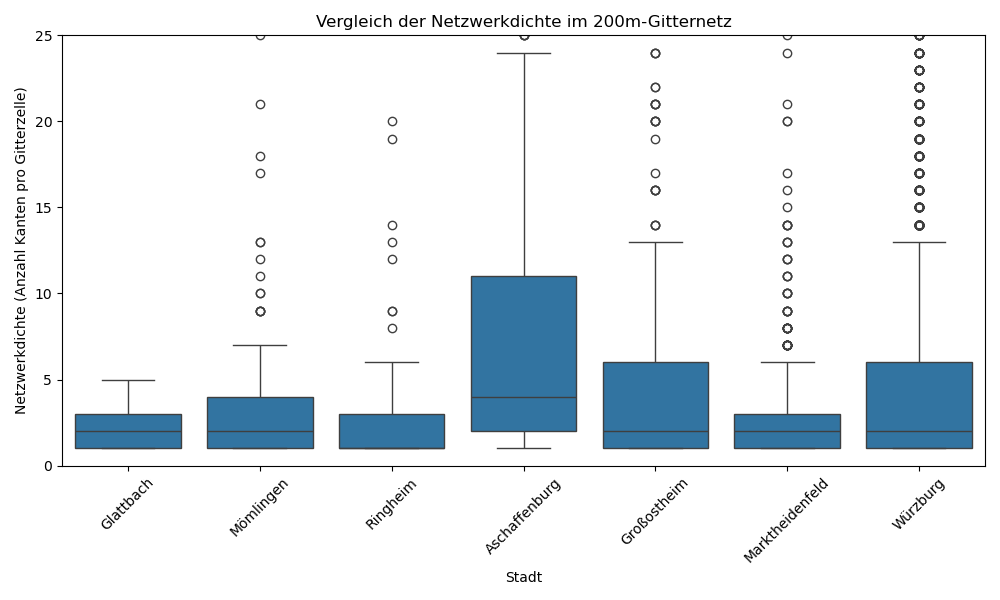 Vergleich der Netzwerkdichte im 200m-Gitternetz
Netzwerkdichte (Anzahl Kanten pro Gitterzelle)
25
20
15
10
5
0
Glattbach
Mömlingen
Ringheim
Aschaffenburg
Großostheim
Marktheidenfeld
Würzburg
Stadt